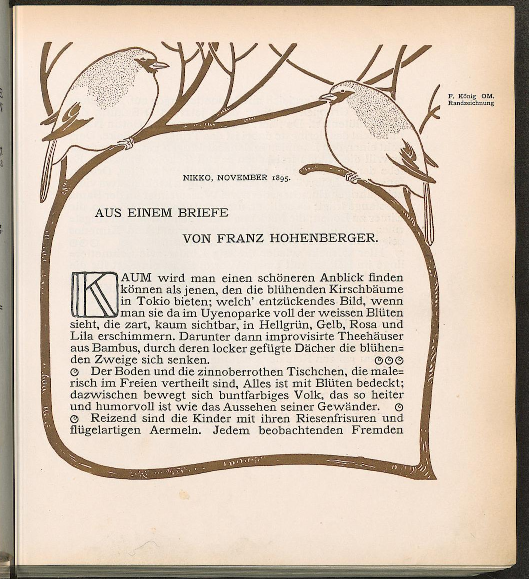 F. König OM.
Randzeichnung
NIKKO, NOVEMBER 1895.
AUS EINEM BRIEFE
VON FRANZ HOHENBERGER.
KAUM wird man einen schöneren Anblick finden
können als jenen, den die blühenden Kirschbäume
in Tokio bieten; welch' entzückendes Bild, wenn
man sie da im Uyenoparke voll der weissen Blüten
sieht, die zart, kaum sichtbar, in Hellgrün, Gelb, Rosa und
Lila erschimmern. Darunter dann improvisirte Theehäuser
aus Bambus, durch deren locker gefügte Dächer die blühen=
den Zweige sich senken.
Der Boden und die zinnoberrothen Tischchen, die male=
risch im Freien vertheilt sind, Alles ist mit Blüten bedeckt;
dazwischen bewegt sich buntfarbiges Volk, das so heiter
und humorvoll ist wie das Aussehen seiner Gewänder.
Reizend sind die Kinder mit ihren Riesenfrisuren und
flügelartigen Aermeln. Jedem beobachtenden Fremden